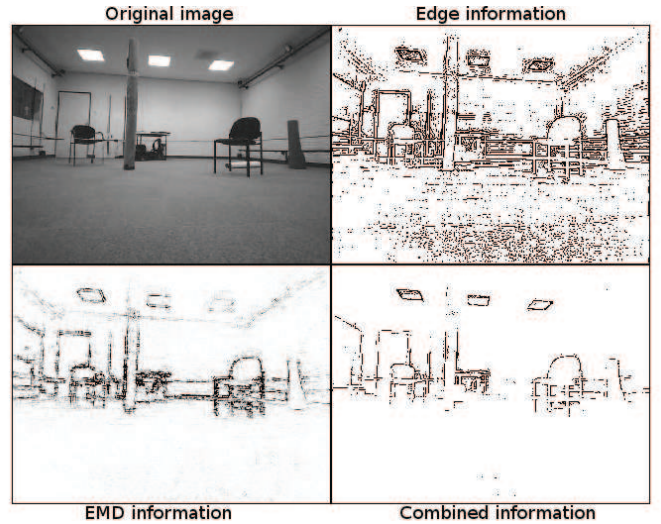 Original image
Edge information
EMD information
Combined information